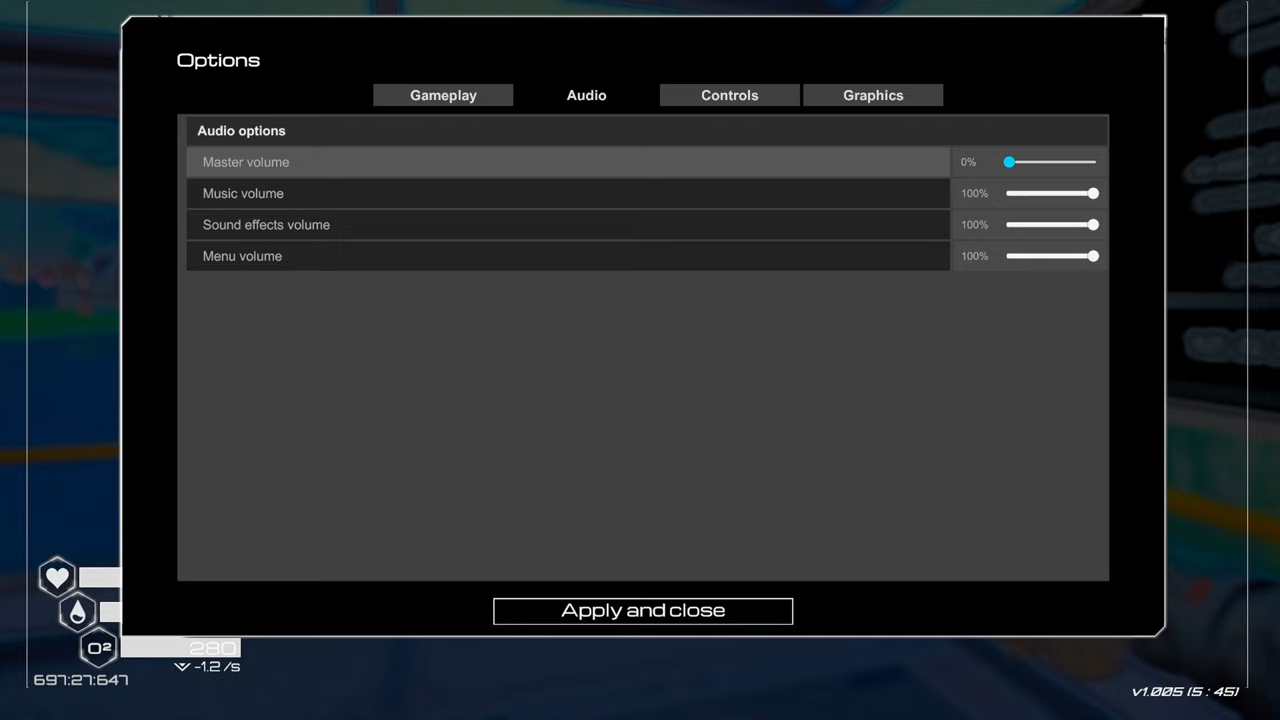 Options
Gameplay Audio Controls Graphics
Audio options
Master volume 0%
Music volume 100%
Sound effects volume 100%
Menu volume 100%
Apply and close
O2 280
-1.2 /s
697:27:647
v1.005 (5 : 45)